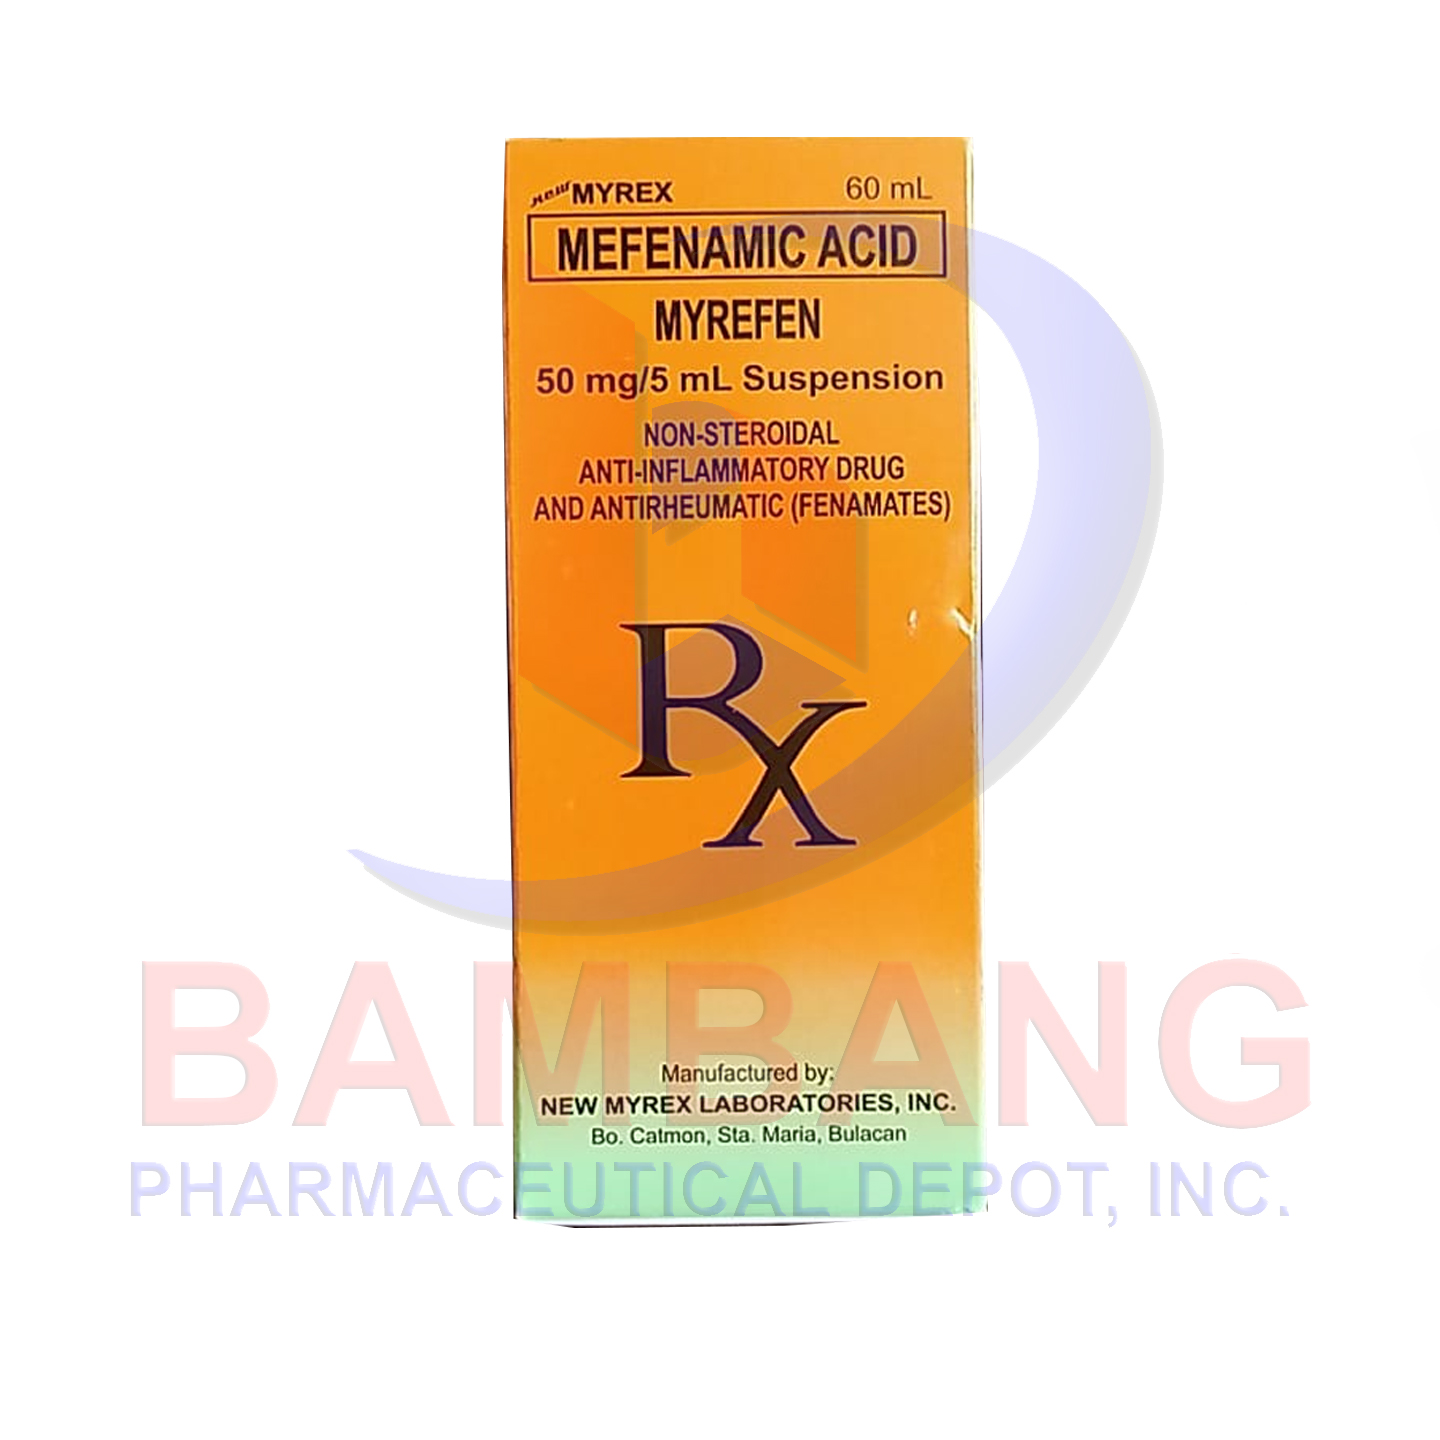 new MYREX
60 mL
MEFENAMIC ACID
MYREFEN
50 mg/5 mL Suspension
NON-STEROIDAL
ANTI-INFLAMMATORY DRUG
AND ANTIRHEUMATIC (FENAMATES)
Rx
BAMBANG
Manufactured by:
NEW MYREX LABORATORIES, INC.
Bo. Catmon, Sta. Maria, Bulacan
PHARMACEUTICAL DEPOT, INC.